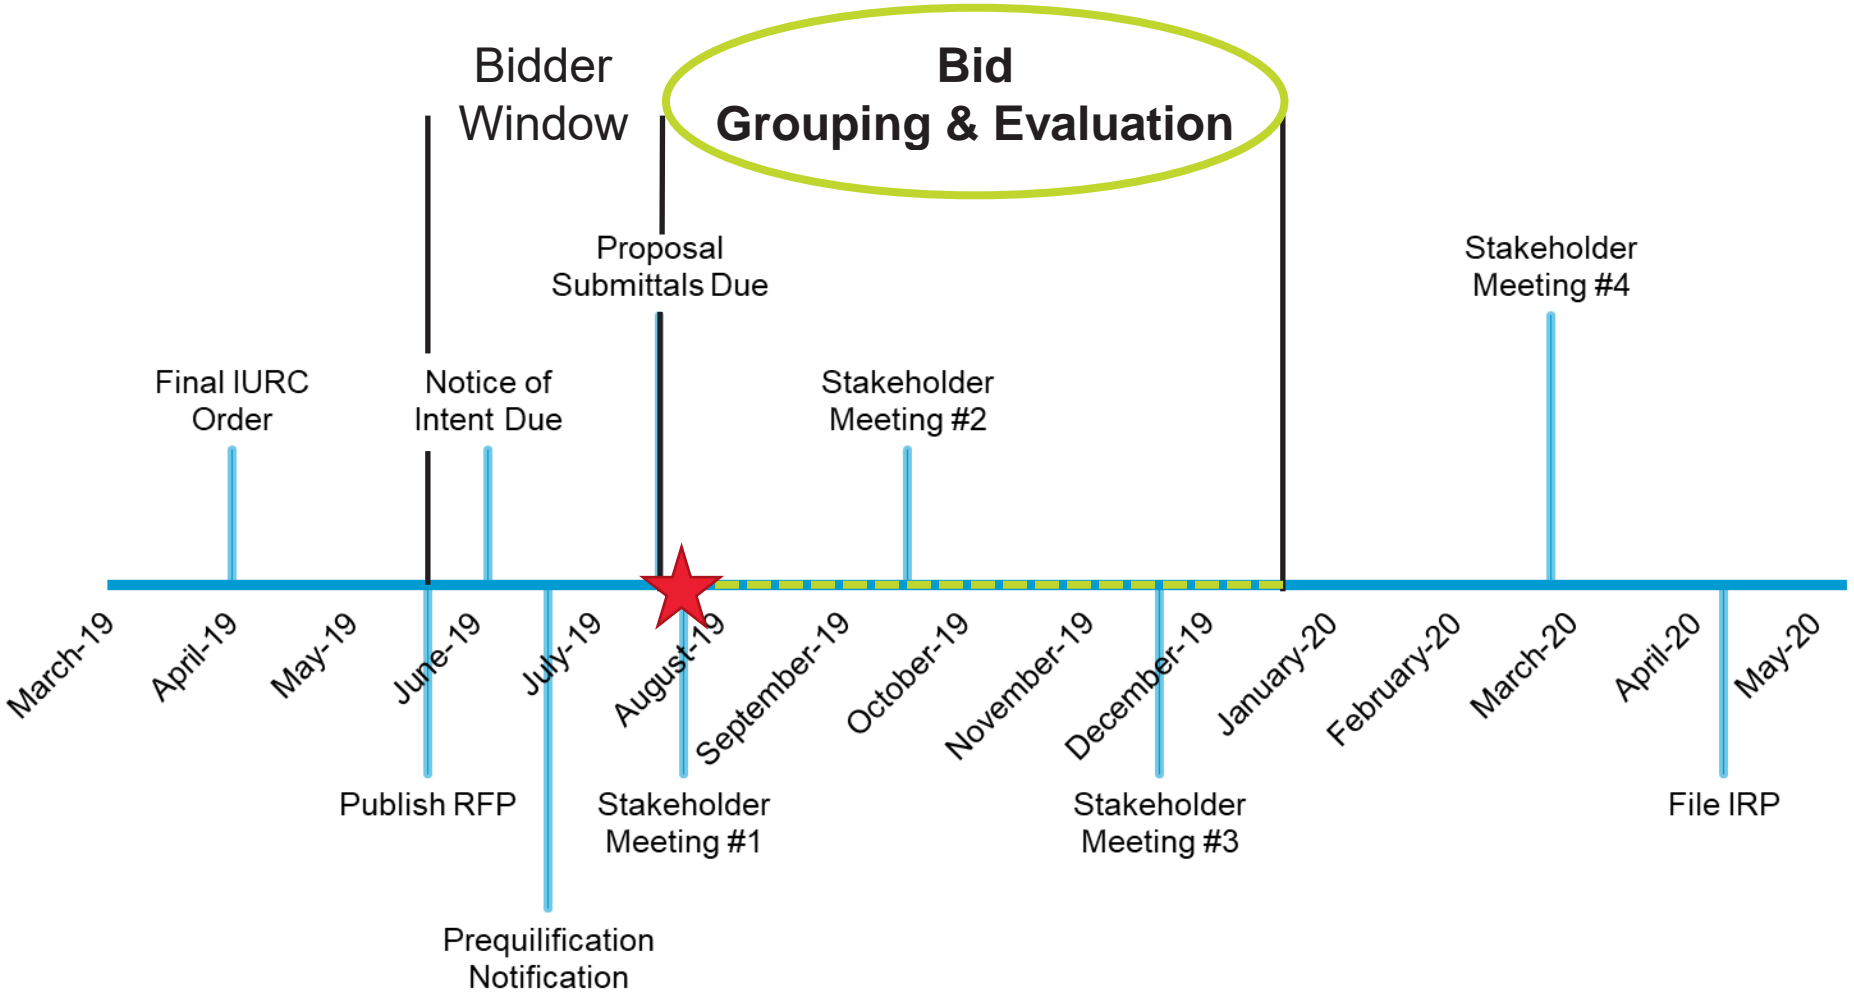 Bidder
Window
Bid
Grouping & Evaluation
Proposal
Submittals Due
Stakeholder
Meeting #4
Final IURC
Order
Notice of
Intent Due
Stakeholder
Meeting #2
March-19
April-19
May-19
June-19
July-19
August-19
September-19
October-19
November-19
December-19
January-20
February-20
March-20
April-20
May-20
Publish RFP
Stakeholder
Meeting #1
Stakeholder
Meeting #3
File IRP
Prequilification
Notification